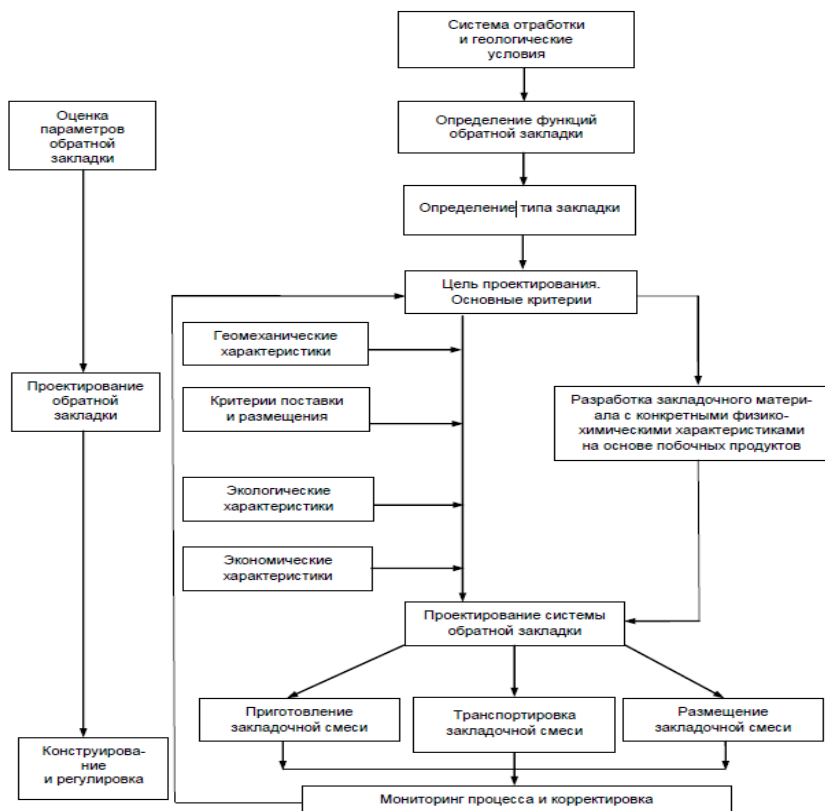 Система отработки
и геологические
условия
Оценка
параметров
обратной
закладки
Определение функций
обратной закладки
Определение типа закладки
Цель проектирования.
Основные критерии
Геомеханические
характеристики
Проектирование
обратной
закладки
Критерии поставки
и размещения
Разработка закладочного матери-
ала с конкретными физико-
химическими характеристиками
на основе побочных продуктов
Экологические
характеристики
Экономические
характеристики
Проектирование системы
обратной закладки
Приготовление
закладочной смеси
Транспортировка
закладочной смеси
Размещение
закладочной смеси
Конструирова-
ние
и регулировка
Мониторинг процесса и корректировка